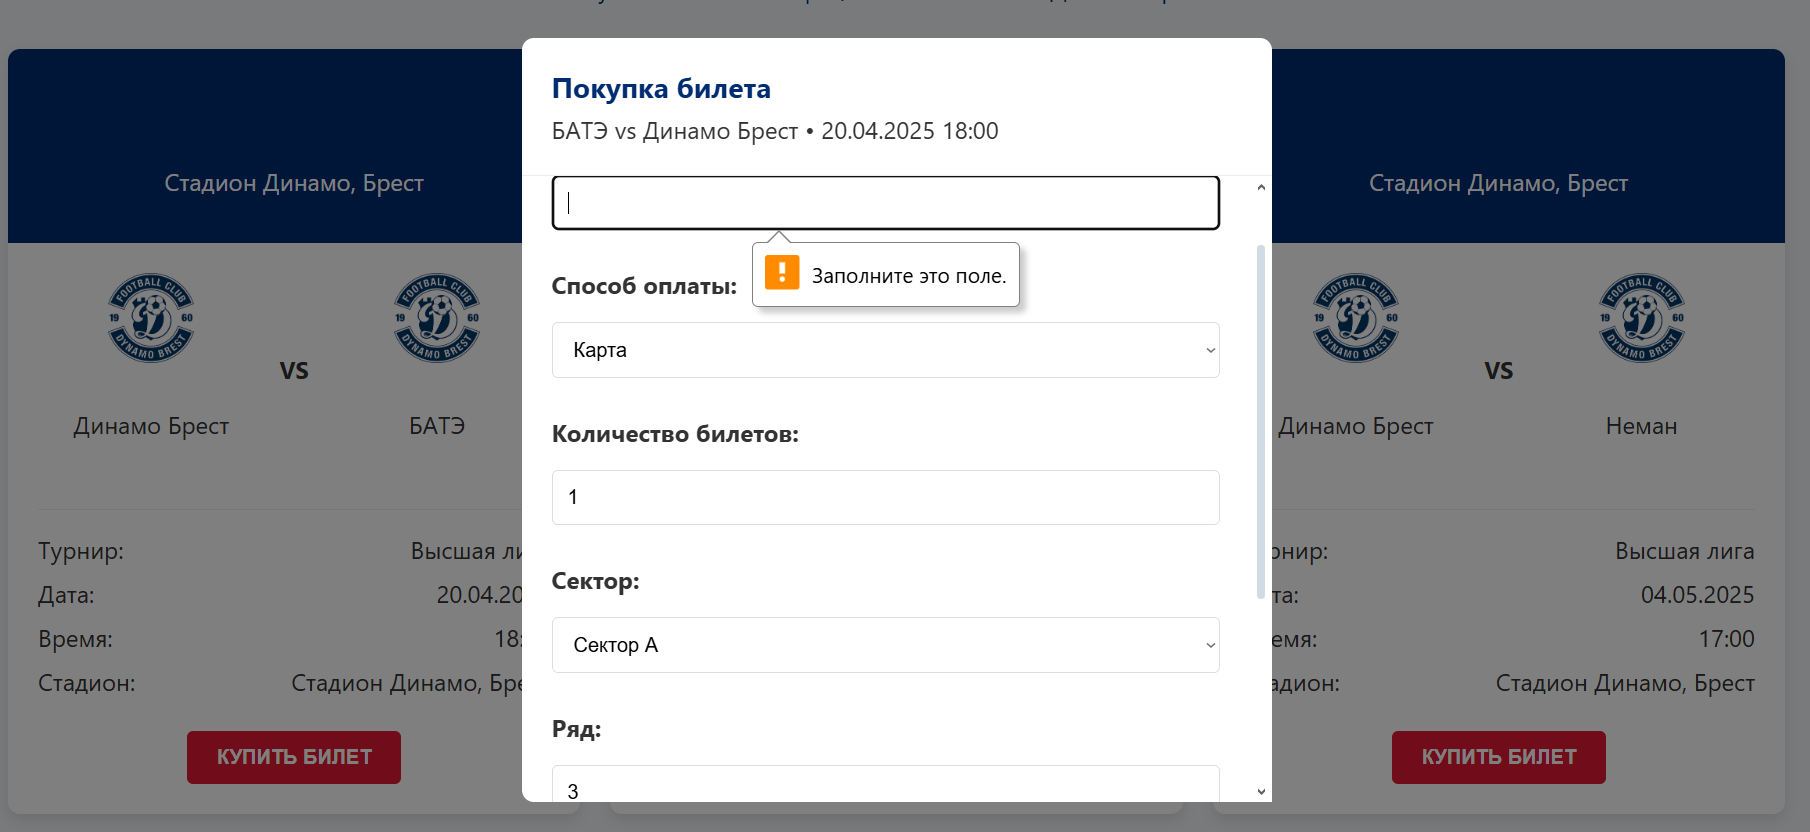 Покупка билета
БАТЭ vs Динамо Брест • 20.04.2025 18:00
Заполните это поле.
Способ оплаты:
Карта
Количество билетов:
1
Сектор:
Сектор A
Ряд:
3
Стадион Динамо, Брест
FOOTBALL CLUB
19 60
DYNAMO BREST
VS
FOOTBALL CLUB
19 60
DYNAMO BREST
Динамо Брест
БАТЭ
Турнир:
Высшая ли
Дата:
20.04.20
Время:
18:
Стадион:
Стадион Динамо, Бре
КУПИТЬ БИЛЕТ
Стадион Динамо, Брест
FOOTBALL CLUB
19 60
DYNAMO BREST
VS
FOOTBALL CLUB
19 60
DYNAMO BREST
Динамо Брест
Неман
рнир:
Высшая лига
та:
04.05.2025
емя:
17:00
адион:
Стадион Динамо, Брест
КУПИТЬ БИЛЕТ